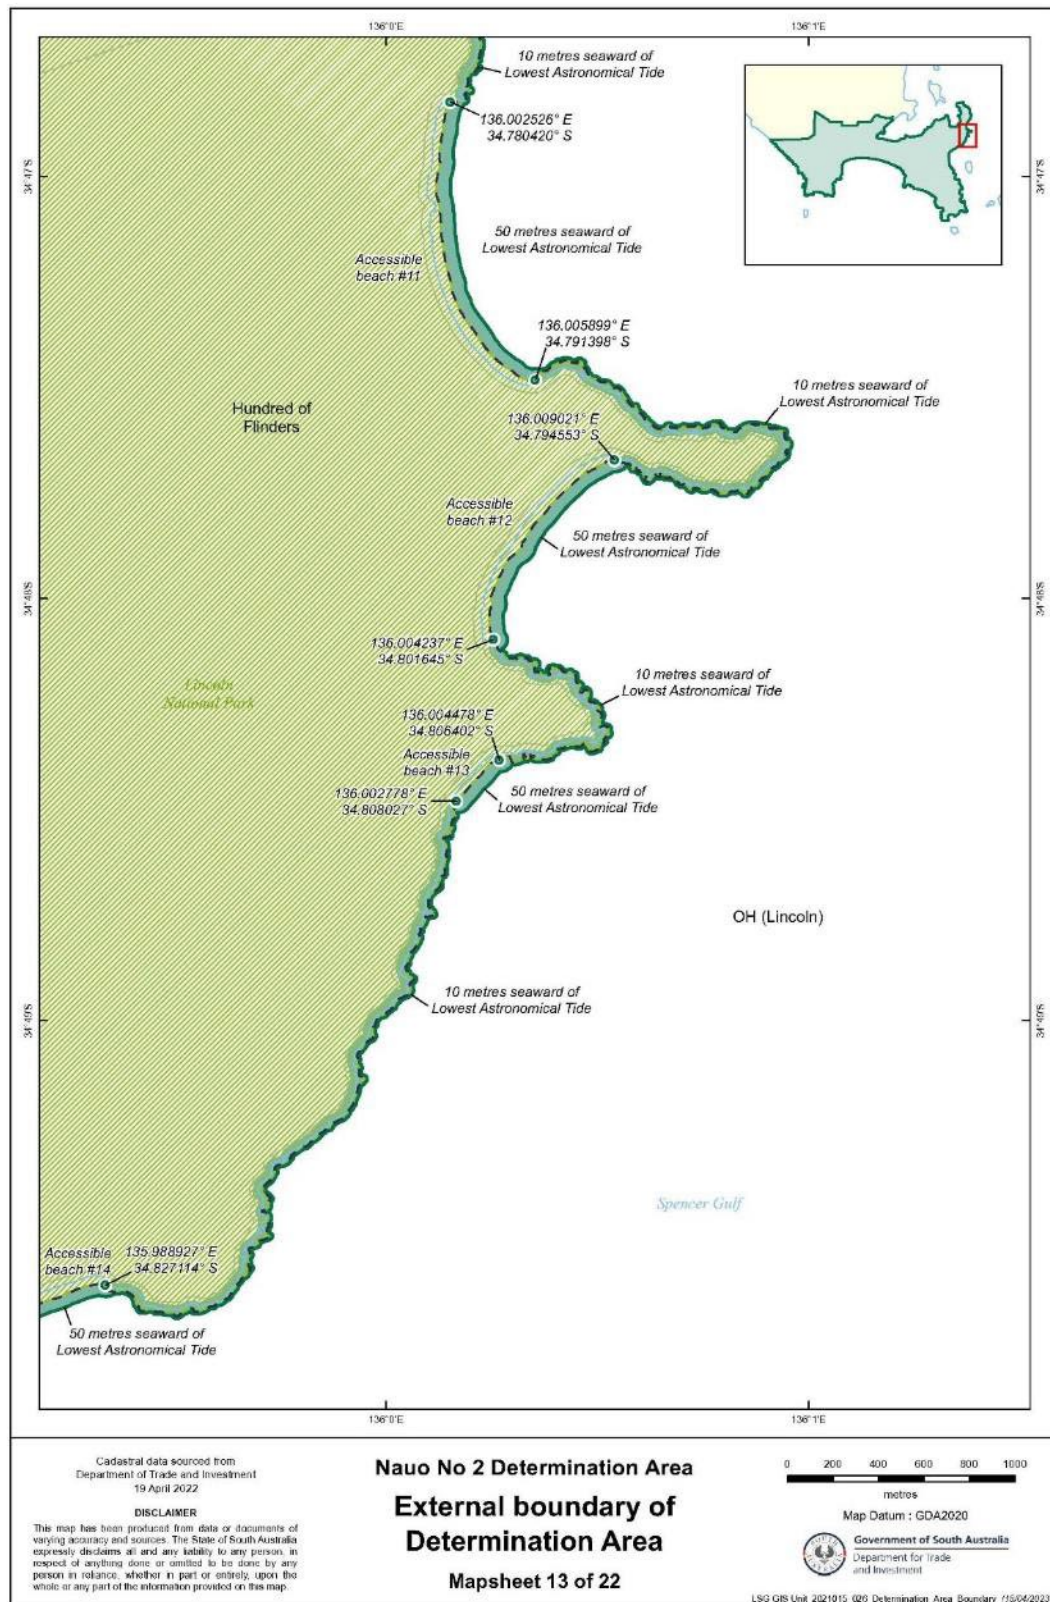 136°0'E
136°1'E
10 metres seaward of
Lowest Astronomical Tide
136.002526° E
34.780420° S
34°47'S
34°47'S
50 metres seaward of
Lowest Astronomical Tide
Accessible
beach #11
136.005899° E
34.791398° S
10 metres seaward of
Lowest Astronomical Tide
Hundred of
Flinders
136.009021° E
34.794553° S
Accessible
beach #12
50 metres seaward of
Lowest Astronomical Tide
34°48'S
34°48'S
136.004237° E
34.801645° S
10 metres seaward of
Lowest Astronomical Tide
Lincoln
National Park
136.004478° E
34.806402° S
Accessible
beach #13
136.002778° E
34.808027° S
50 metres seaward of
Lowest Astronomical Tide
OH (Lincoln)
10 metres seaward of
Lowest Astronomical Tide
34°49'S
34°49'S
Spencer Gulf
Accessible
beach #14
135.988927° E
34.827114° S
50 metres seaward of
Lowest Astronomical Tide
136°0'E
136°1'E
Cadastral data sourced from
Department of Trade and Investment
19 April 2022
DISCLAIMER
This map has been produced from data or documents of
varying accuracy and sources. The State of South Australia
expressly disclaims all and any liability to any person, in
respect of anything done or omitted to be done by any
person in reliance, whether in part or entirely, upon the
whole or any part of the information provided on this map.
Nauo No 2 Determination Area
External boundary of
Determination Area
Mapsheet 13 of 22
0 200 400 600 800 1000
metres
Map Datum : GDA2020
Government of South Australia
Department for Trade
and Investment
LSG GIS Unit 2021015_026 Determination Area Boundary /15/04/2023